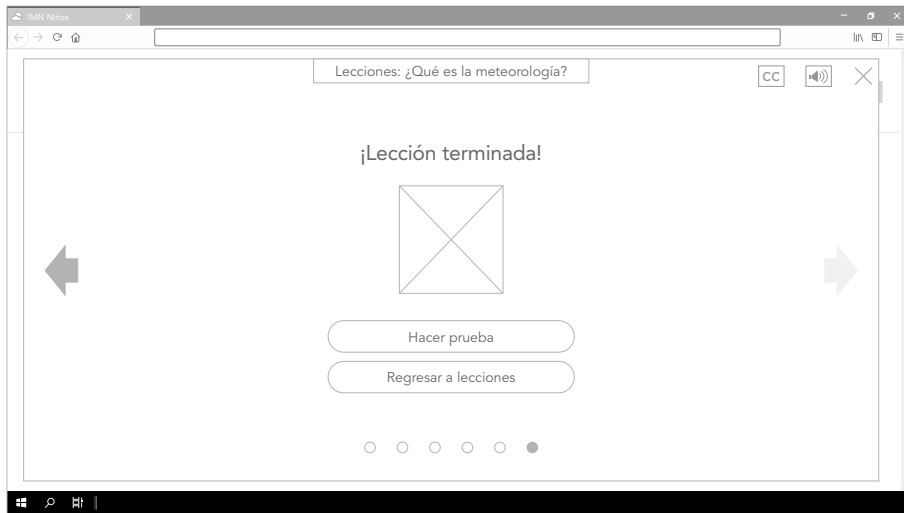 IMN Niños
Lecciones: ¿Qué es la meteorología?
CC
¡Lección terminada!
Hacer prueba
Regresar a lecciones